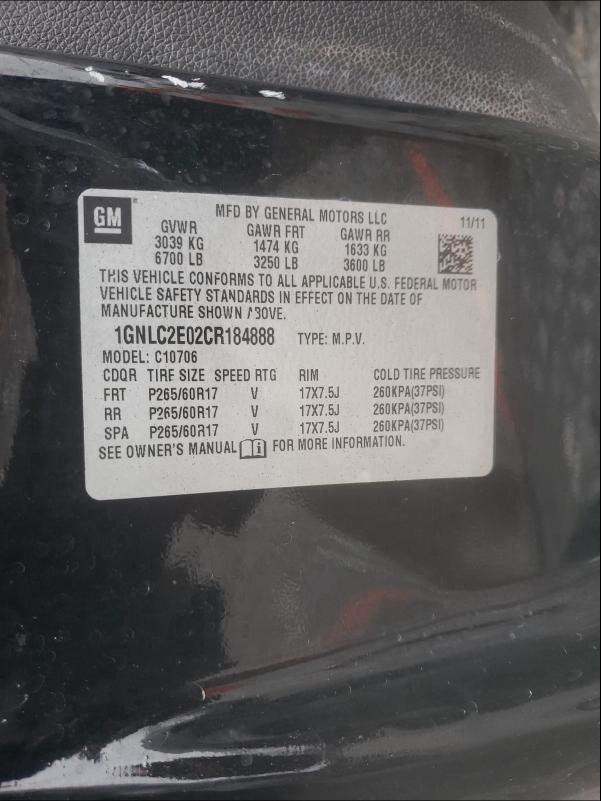 GM
MFD BY GENERAL MOTORS LLC 11/11
GVWR GAWR FRT GAWR RR
3039 KG 1474 KG 1633 KG
6700 LB 3250 LB 3600 LB
THIS VEHICLE CONFORMS TO ALL APPLICABLE U.S. FEDERAL MOTOR
VEHICLE SAFETY STANDARDS IN EFFECT ON THE DATE OF
MANUFACTURE SHOWN
1GNLC2E02CR184888 TYPE: M.P.V.
MODEL: C10706
CDQR TIRE SIZE SPEED RTG RIM COLD TIRE PRESSURE
FRT P265/60R17 V 17X7.5J 260KPA(37PSI)
RR P265/60R17 V 17X7.5J 260KPA(37PSI)
SPA P265/60R17 V 17X7.5J 260KPA(37PSI)
SEE OWNER'S MANUAL i FOR MORE INFORMATION.